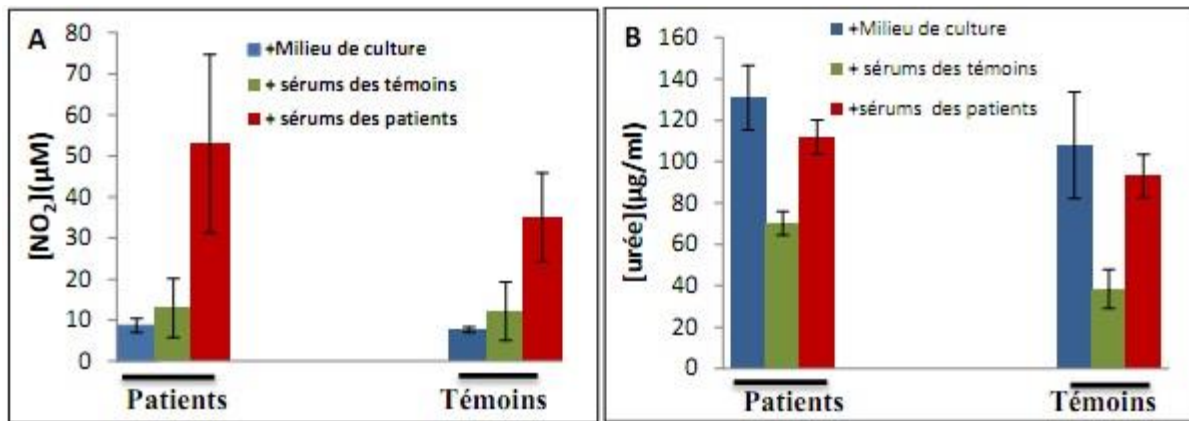 A
[NO2](µM)
80
70
60
50
40
30
20
10
0
+Milieu de culture
+ sérums des témoins
+ sérums des patients
Patients
Témoins
B
[urée](µg/ml)
160
140
120
100
80
60
40
20
0
+Milieu de culture
+ sérums des témoins
+sérums des patients
Patients
Témoins